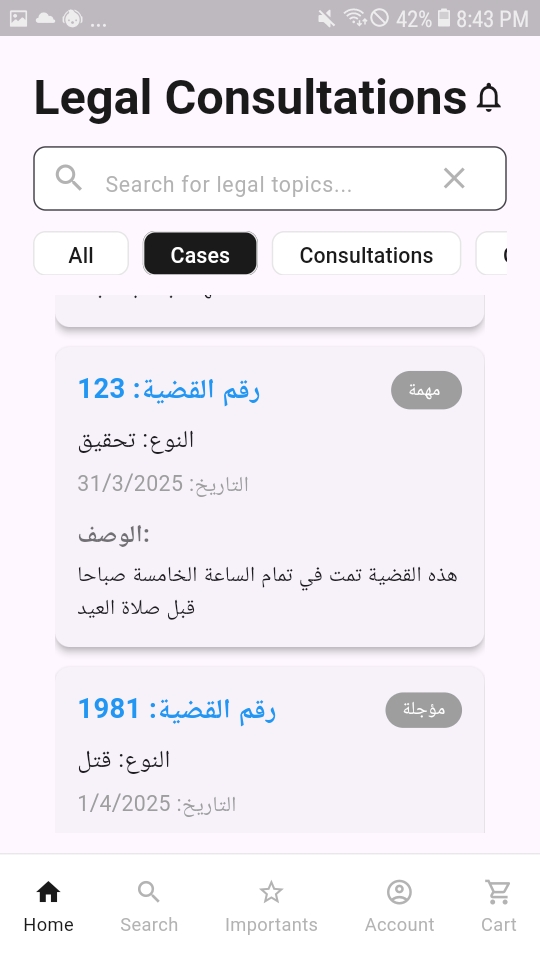 ... 42% 8:43 PM
Legal Consultations
Search for legal topics...
All Cases Consultations
رقم القضية: 123
مهمة
النوع: تحقيق
التاريخ: 31/3/2025
الوصف:
هذه القضية تمت في تمام الساعة الخامسة صباحا
قبل صلاة العيد
رقم القضية: 1981
مؤجلة
النوع: قتل
التاريخ: 1/4/2025
Home Search Importants Account Cart